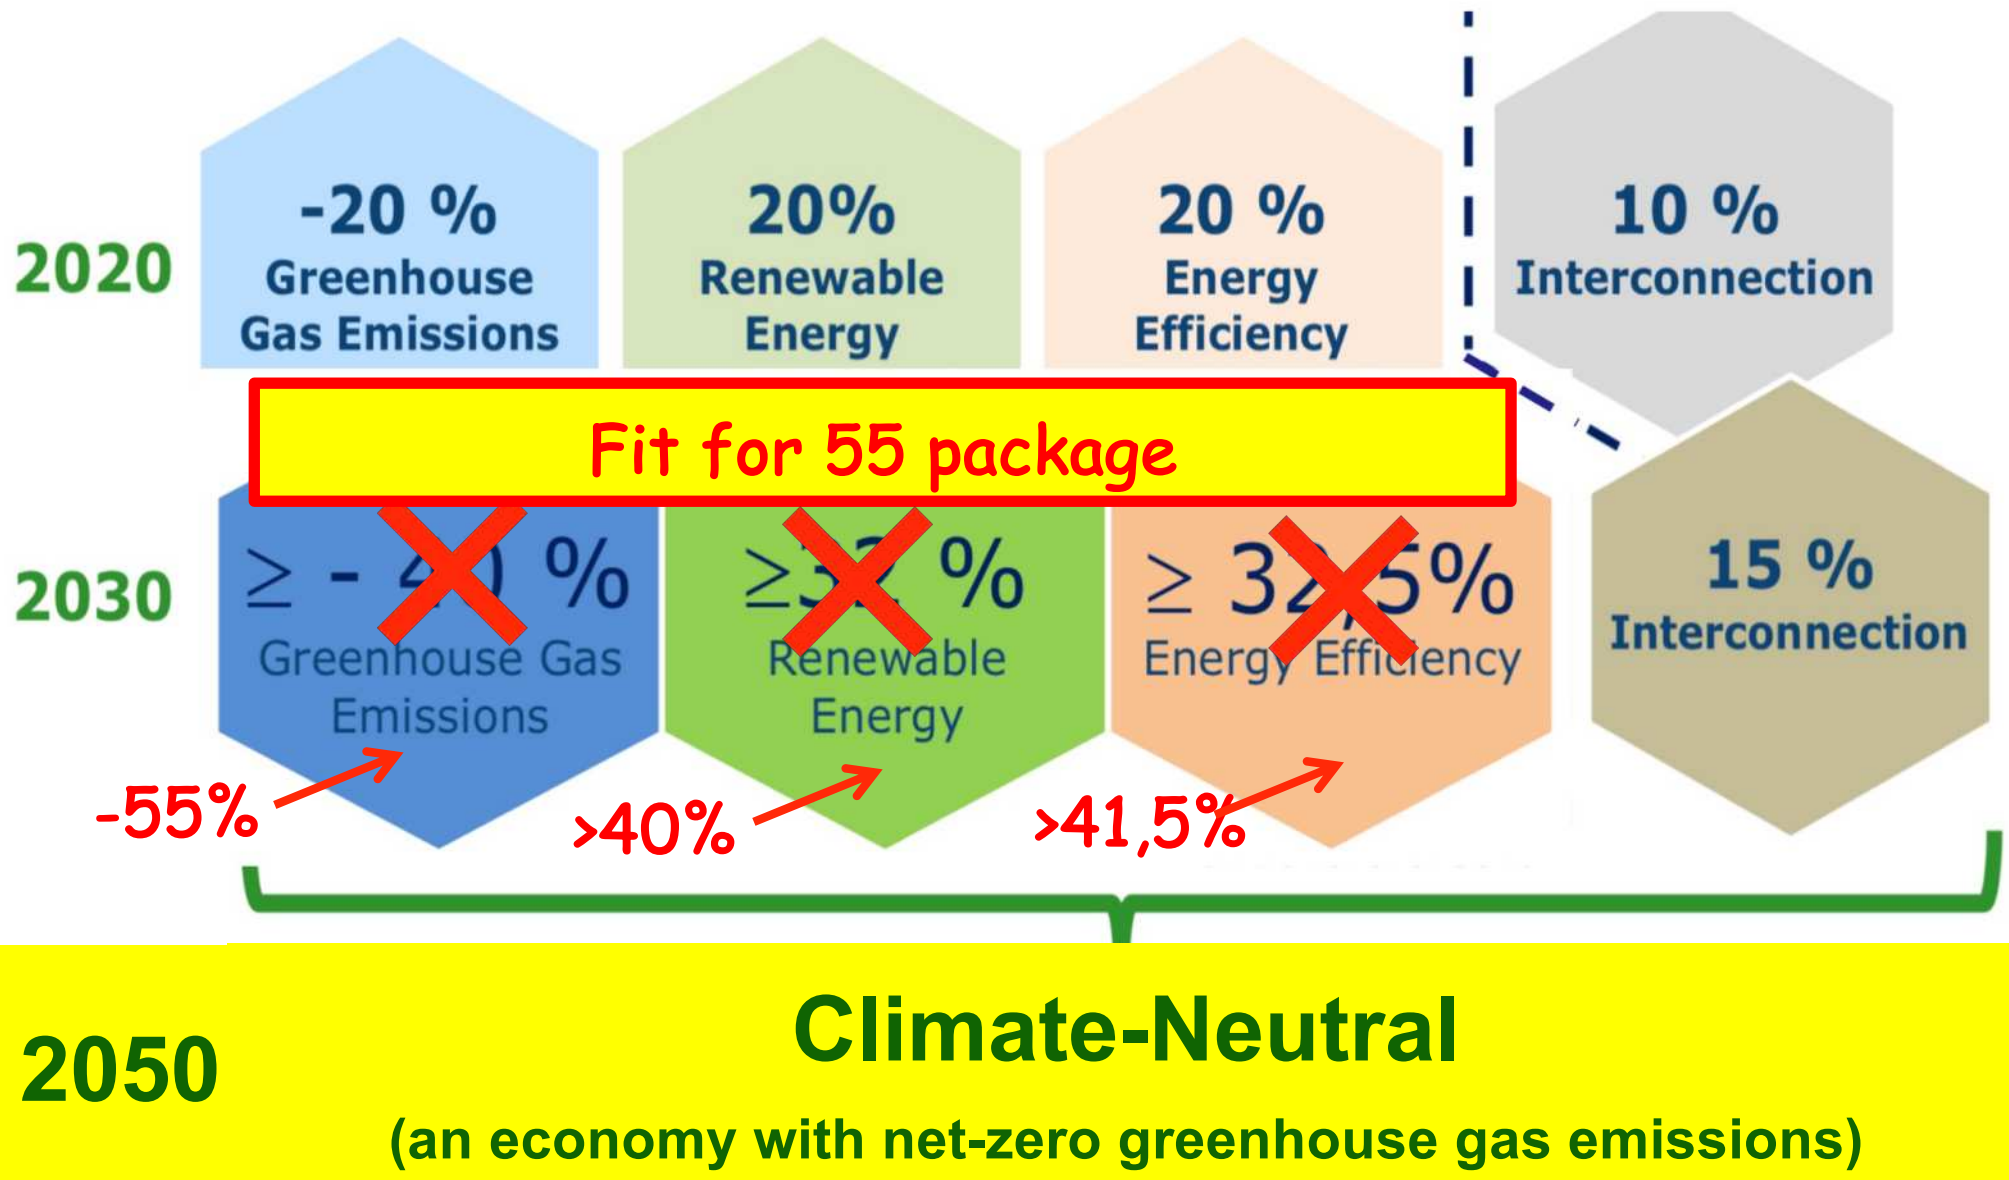 2020
-20 %
Greenhouse
Gas Emissions
20%
Renewable
Energy
20 %
Energy
Efficiency
10 %
Interconnection
Fit for 55 package
2030
≥ - 40 %
Greenhouse Gas
Emissions
≥32 %
Renewable
Energy
≥ 32,5%
Energy Efficiency
15 %
Interconnection
-55%
>40%
>41,5%
2050
Climate-Neutral
(an economy with net-zero greenhouse gas emissions)